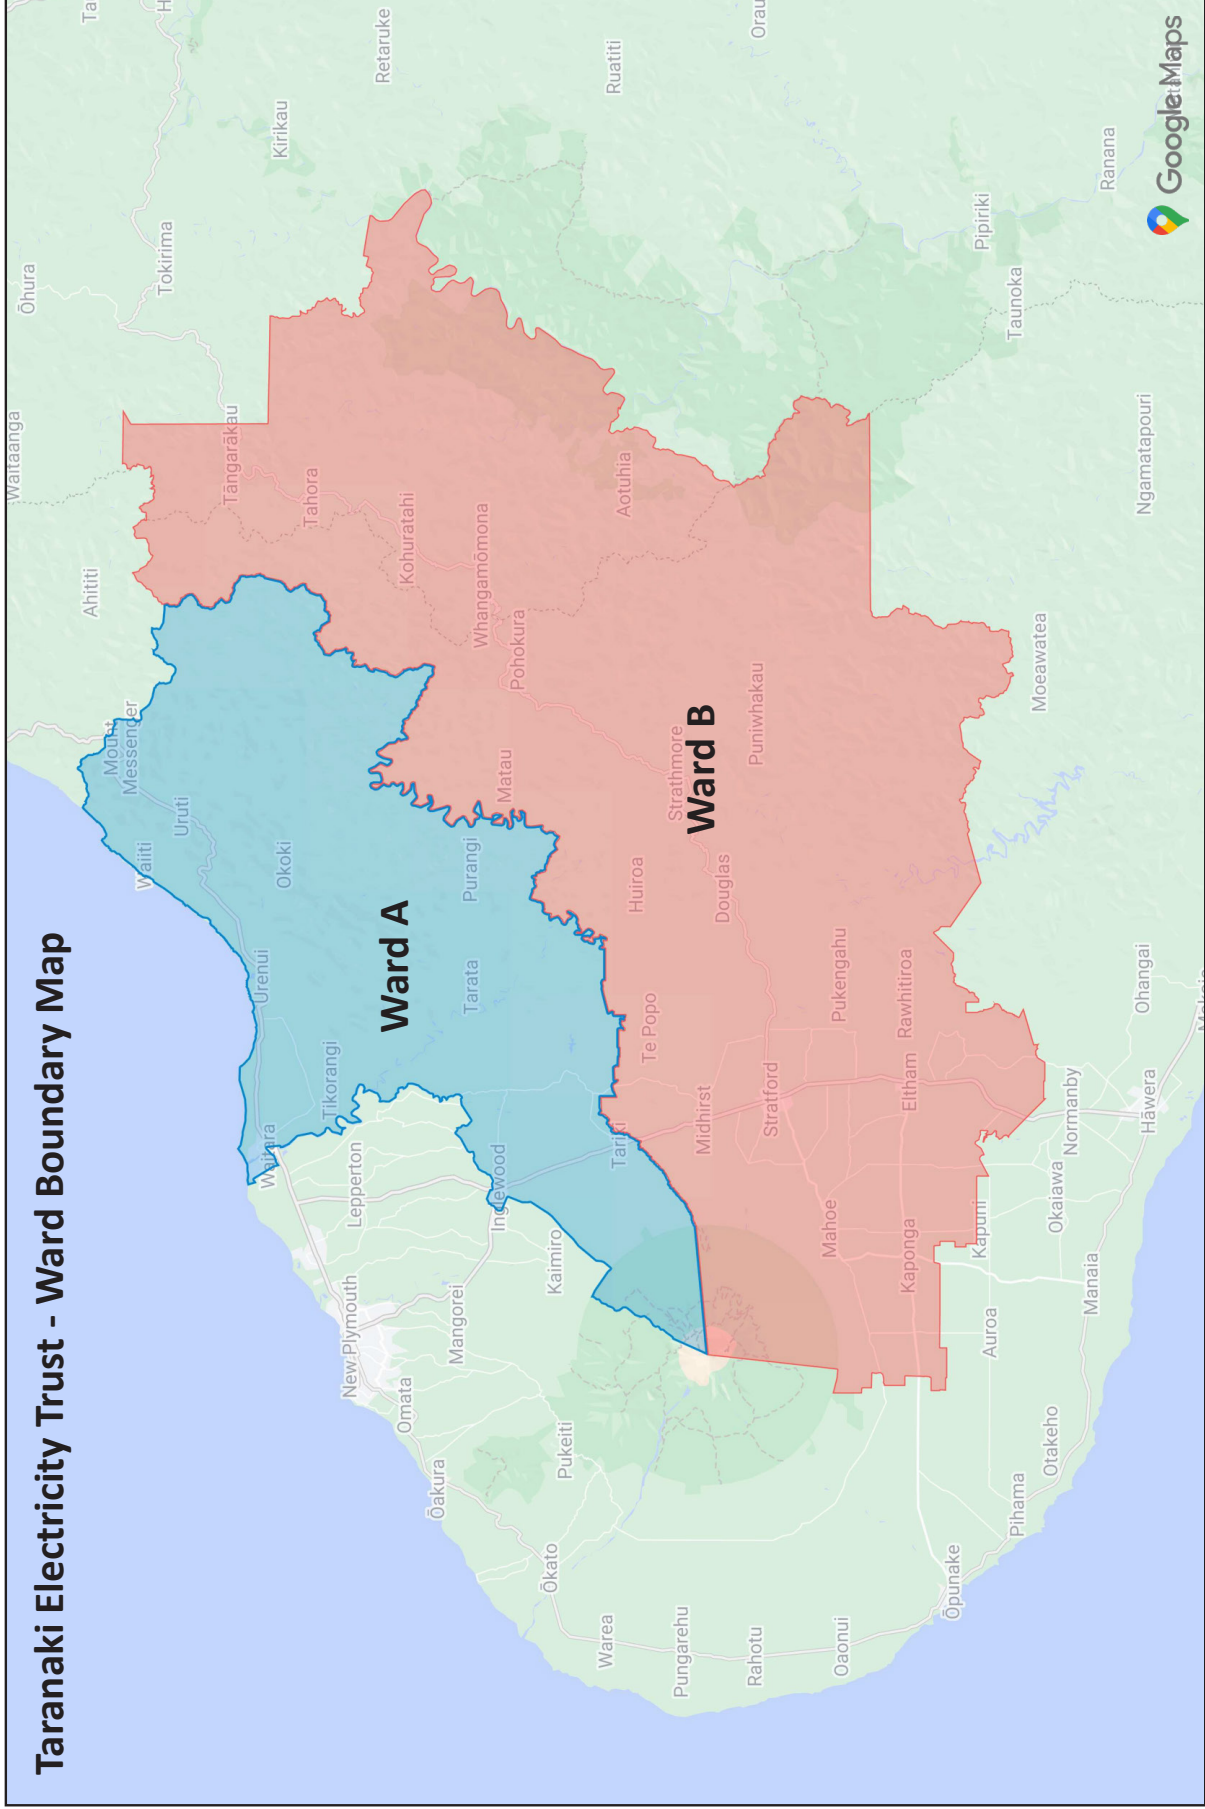 Taranaki Electricity Trust - Ward Boundary Map
Ōhura
Waitaanga
Tokirima
Ahititi
Kirikau
Retaruke
Ruatiti
Mount
Messenger
Tāngarākau
Tahora
Uruti
Waiiti
Okoki
Kohuratahi
Whangamōmona
Pohokura
Aotuhia
Urenui
Ward A
Purangi
Matau
Strathmore
Ward B
Puniwhakau
Pipiriki
Ranana
Taunoka
Tikorangi
Tarata
Huiroa
Douglas
Ngamatapouri
Waitara
Lepperton
Te Popo
Pukengahu
Rawhitiroa
Moeawatea
New Plymouth
Mangorei
Inglewood
Kaimiro
Tariki
Midhirst
Stratford
Eltham
Ohangai
Omata
Mahoe
Kaponga
Kapuni
Normanby
Okaiawa
Hāwera
Ōakura
Pukeiti
Auroa
Manaia
Ōkato
Otakeho
Pihama
Warea
Pungarehu
Rahotu
Oaonui
Ōpunake
Google Maps